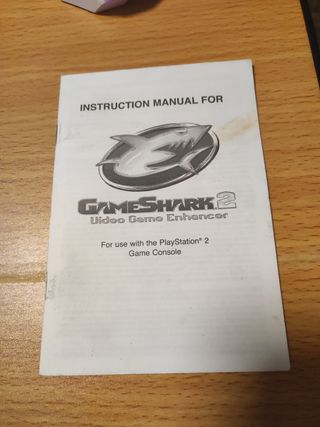 INSTRUCTION MANUAL FOR
GAMESHARK 2
Video Game Enhancer
For use with the PlayStation® 2
Game Console